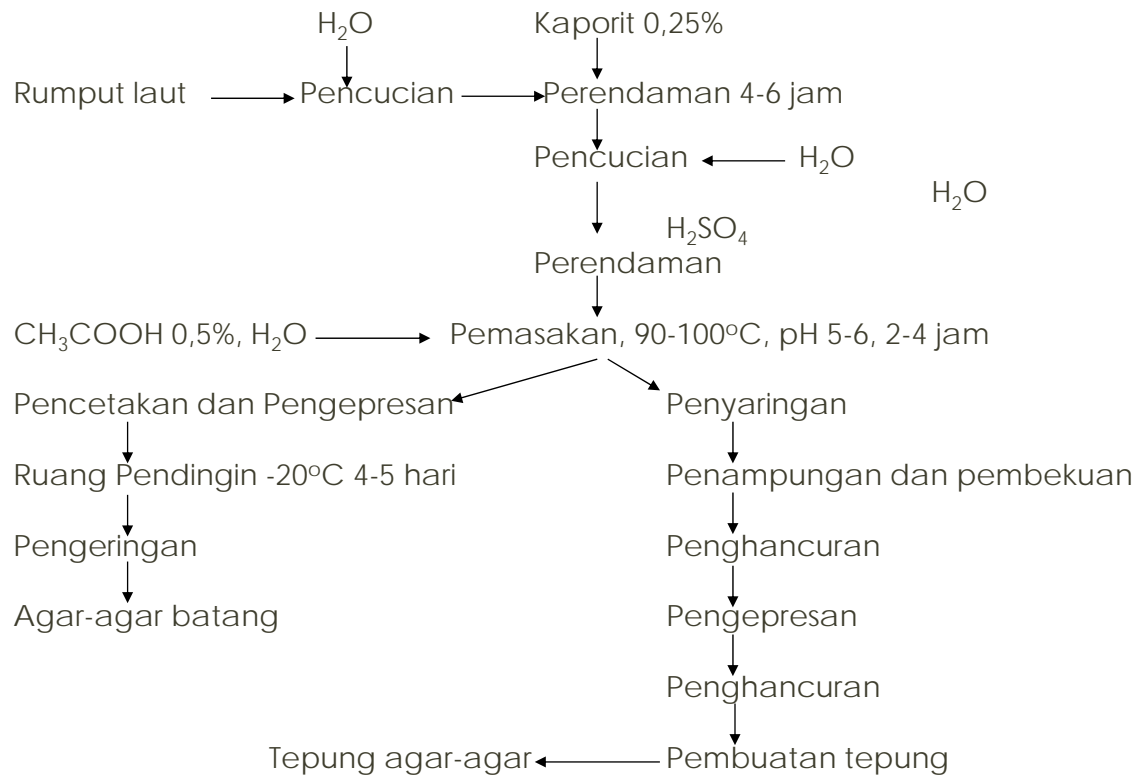 H₂O Kaporit 0,25%
Rumput laut Pencucian Perendaman 4-6 jam
Pencucian H₂O
H₂O
H₂SO₄
Perendaman
CH₃COOH 0,5%, H₂O Pemasakan, 90-100°C, pH 5-6, 2-4 jam
Pencetakan dan Pengepresan Penyaringan
Ruang Pendingin -20°C 4-5 hari Penampungan dan pembekuan
Pengeringan Penghancuran
Agar-agar batang Pengepresan
Penghancuran
Tepung agar-agar Pembuatan tepung